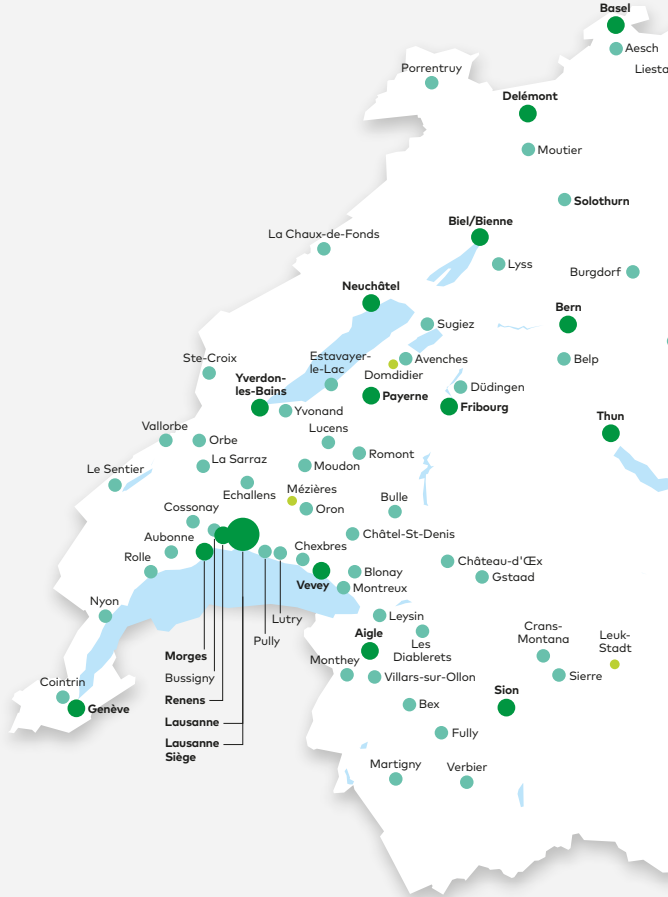 Basel
Aesch
Liesta
Porrentruy
Delémont
Moutier
Solothurn
Biel/Bienne
La Chaux-de-Fonds
Lyss
Burgdorf
Neuchâtel
Bern
Sugiez
Ste-Croix
Estavayer-
le-Lac
Avenches
Belp
Domdidier
Yverdon-
les-Bains
Düdingen
Payerne
Fribourg
Yvonand
Thun
Vallorbe
Orbe
Lucens
Romont
La Sarraz
Moudon
Le Sentier
Echallens
Mézières
Bulle
Cossonay
Oron
Aubonne
Châtel-St-Denis
Rolle
Chexbres
Château-d'Œx
Blonay
Gstaad
Vevey
Montreux
Nyon
Leysin
Lutry
Crans-
Montana
Leuk-
Stadt
Pully
Aigle
Les
Diablerets
Morges
Monthey
Bussigny
Villars-sur-Ollon
Sierre
Cointrin
Renens
Sion
Genève
Bex
Lausanne
Fully
Lausanne
Siège
Martigny
Verbier